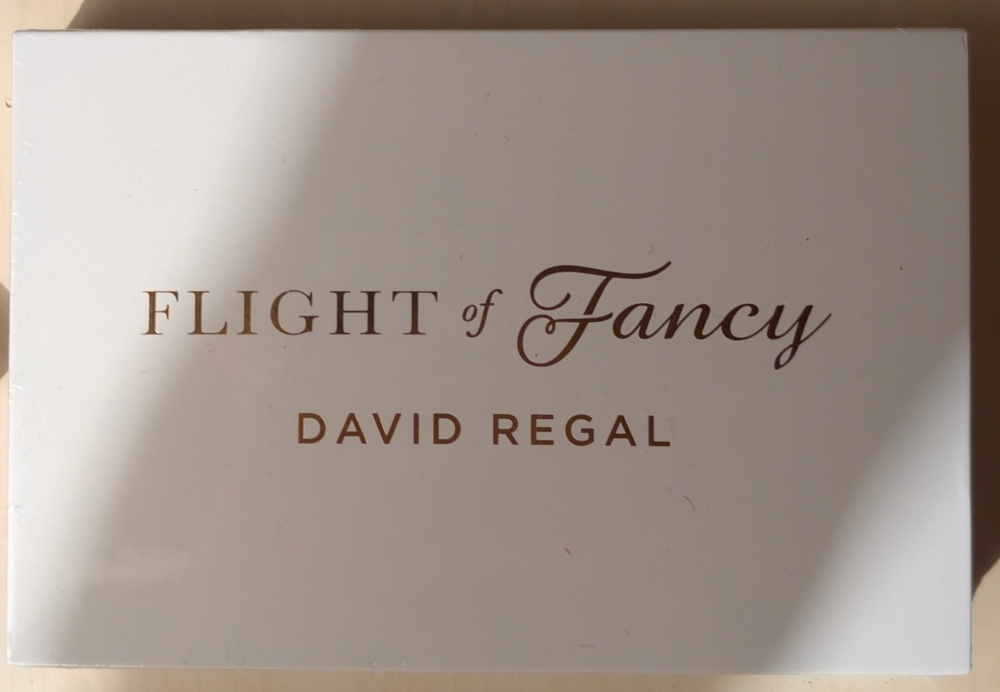 FLIGHT of Fancy
DAVID REGAL